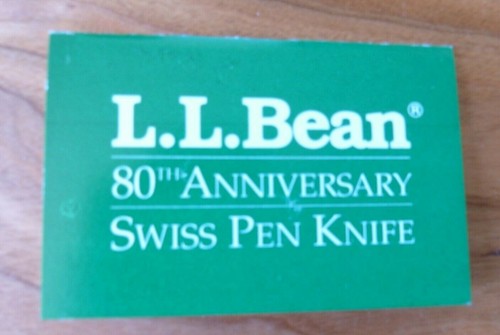 L.L.Bean®
80TH ANNIVERSARY
SWISS PEN KNIFE